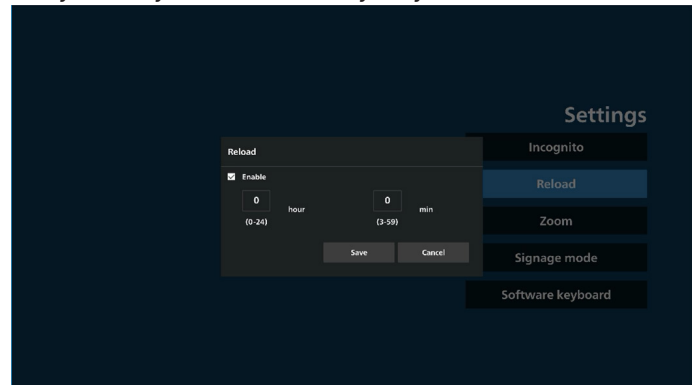 Settings
Incognito
Reload
Zoom
Signage mode
Software keyboard
Reload
Enable
0 hour 0 min
(0-24) (3-59)
Save Cancel